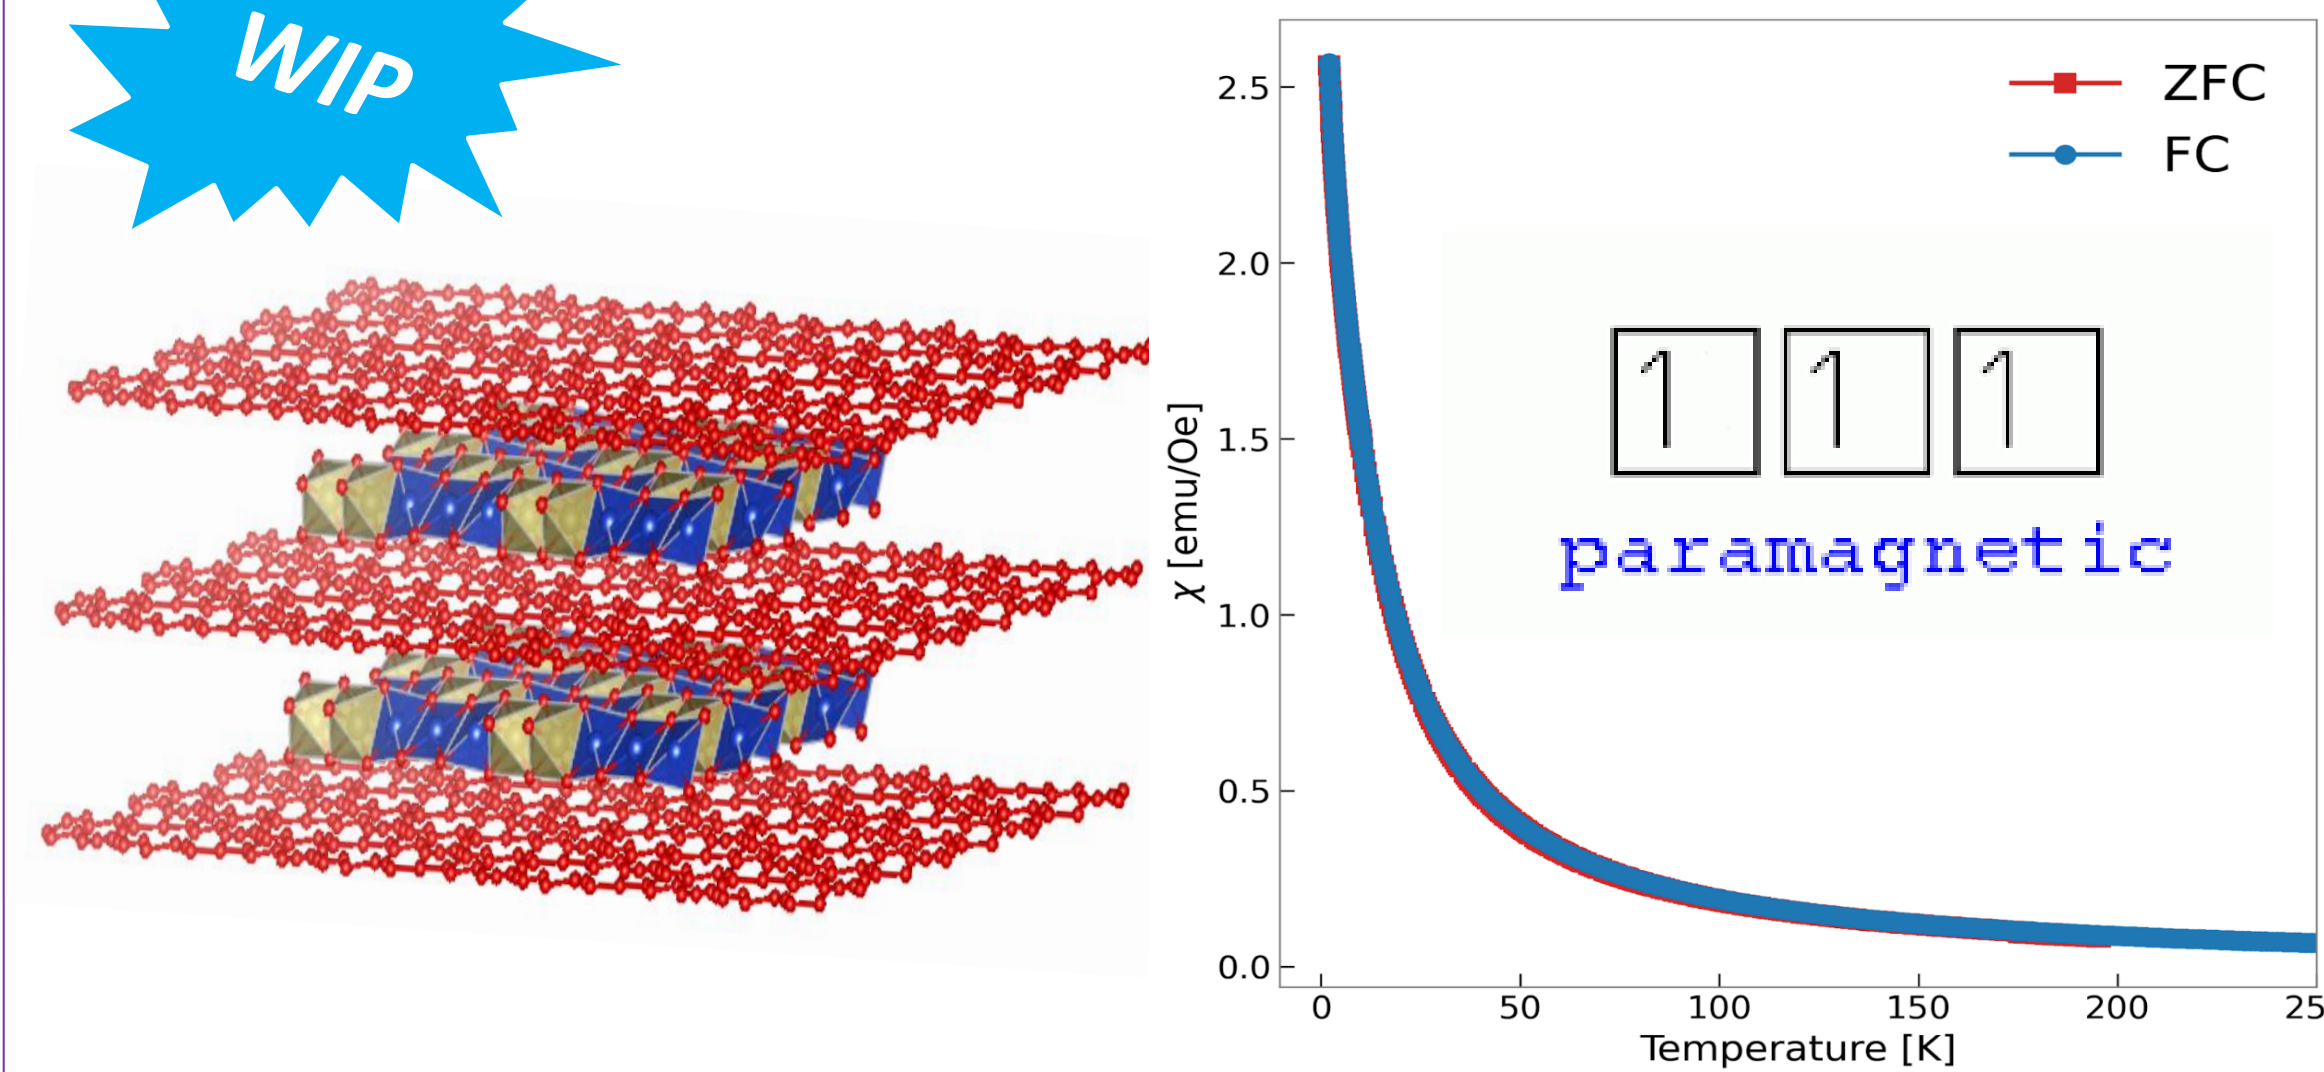 WIP
ZFC
FC
2.5
2.0
1.5
1.0
0.5
0.0
χ [emu/Oe]
1 1 1
paramagnetic
0 50 100 150 200 25
Temperature [K]